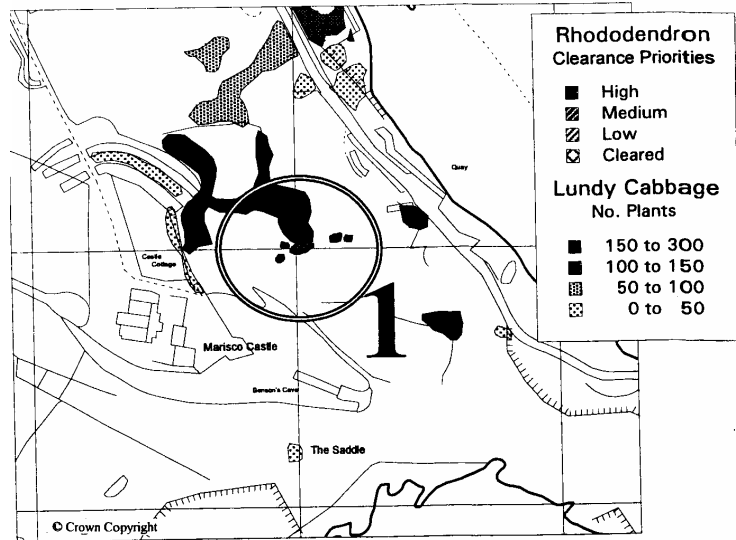 Rhododendron
Clearance Priorities
High
Medium
Low
Cleared
Lundy Cabbage
No. Plants
150 to 300
100 to 150
50 to 100
0 to 50
Quay
Castle
Cottage
1
Marisco Castle
Benson's Cave
The Saddle
© Crown Copyright